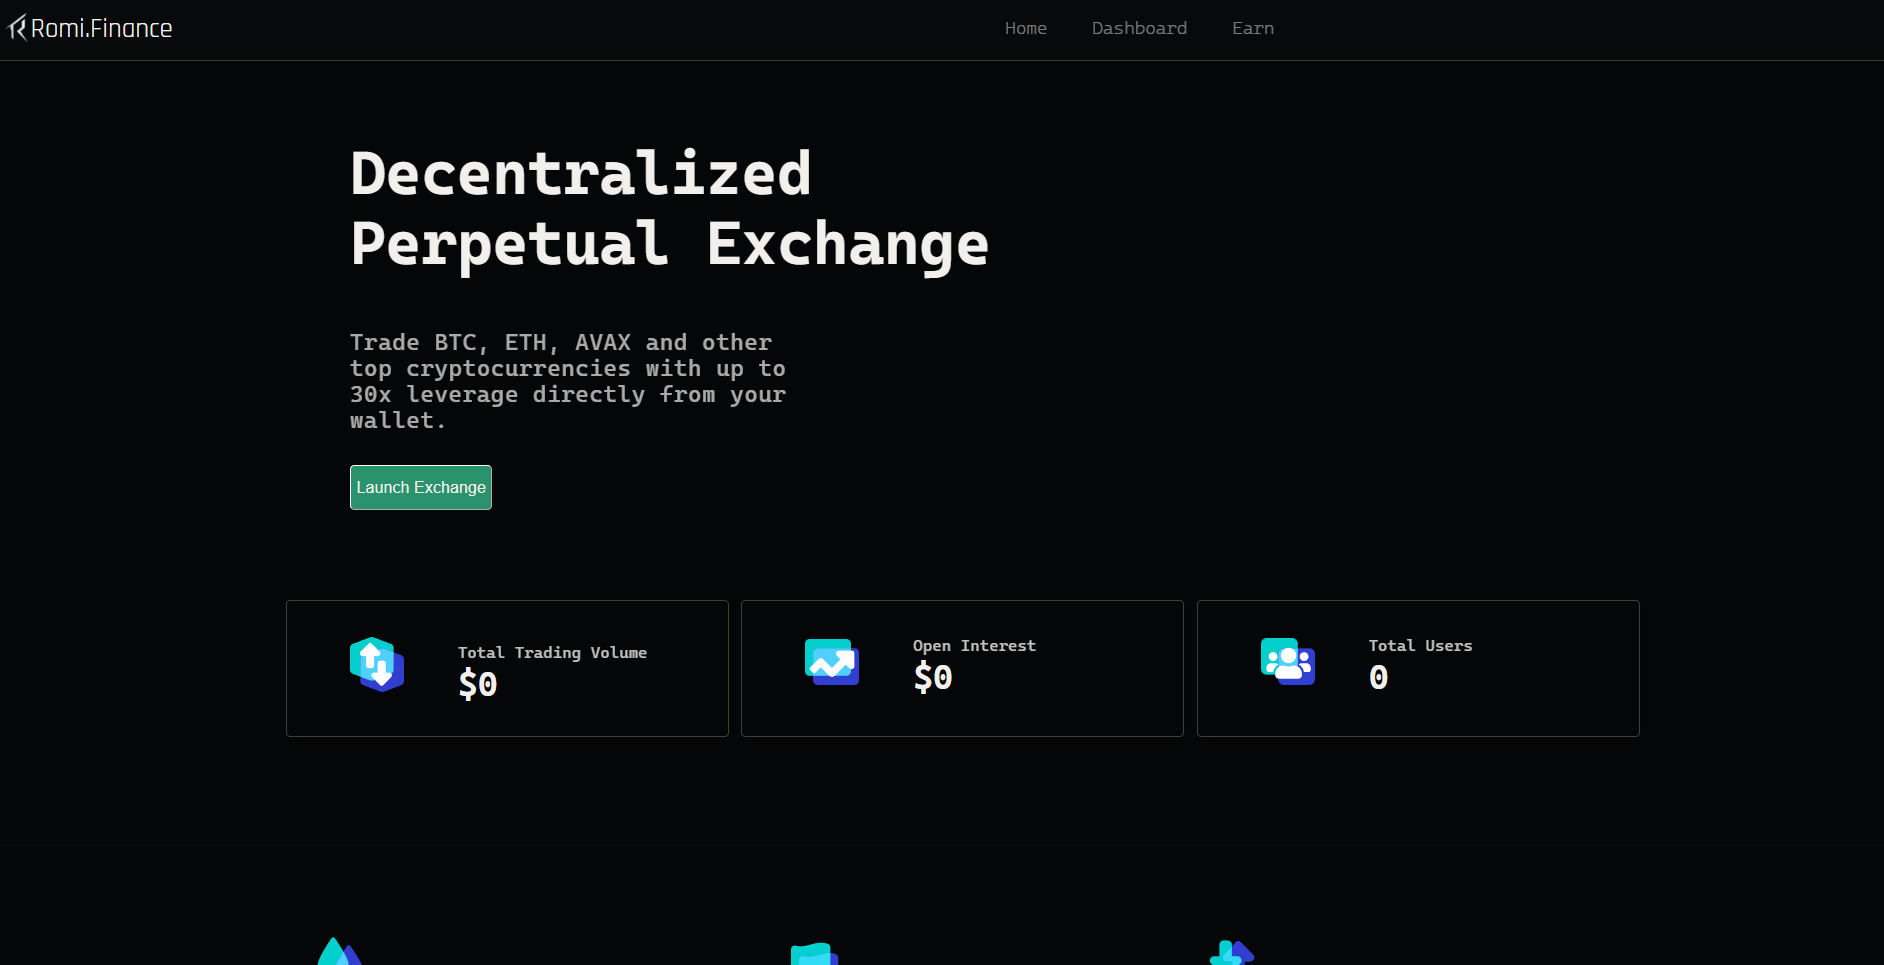 Romi.Finance
Home Dashboard Earn
Decentralized
Perpetual Exchange
Trade BTC, ETH, AVAX and other
top cryptocurrencies with up to
30x leverage directly from your
wallet.
Launch Exchange
Total Trading Volume
$0
Open Interest
$0
Total Users
0